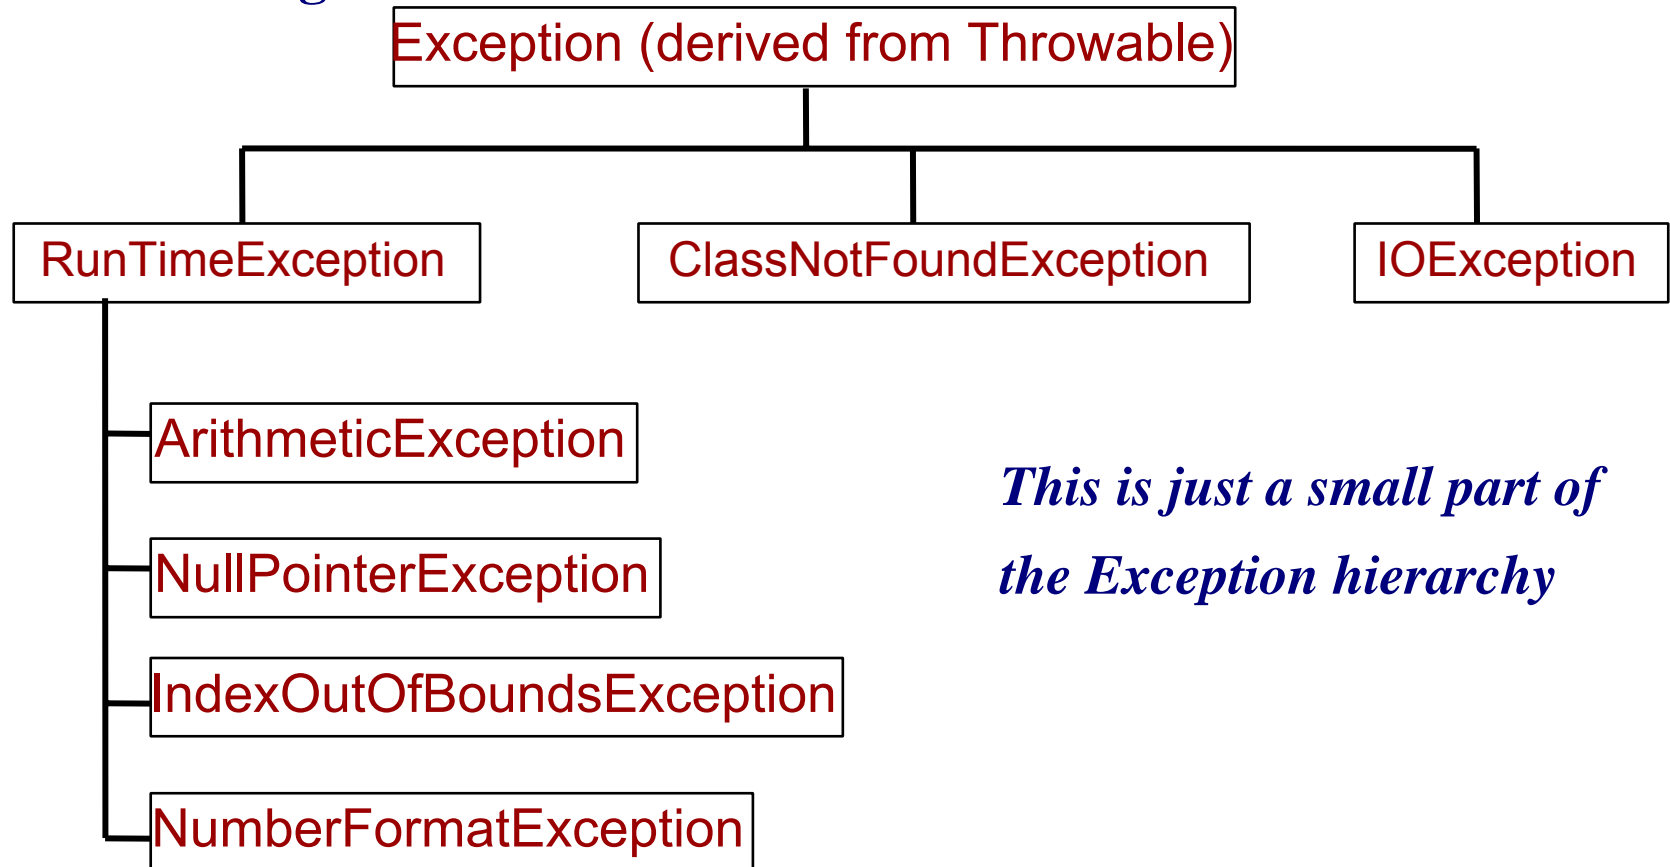 Exception (derived from Throwable)
RunTimeException
ClassNotFoundException
IOException
ArithmeticException
NullPointerException
IndexOutOfBoundsException
NumberFormatException
This is just a small part of
the Exception hierarchy